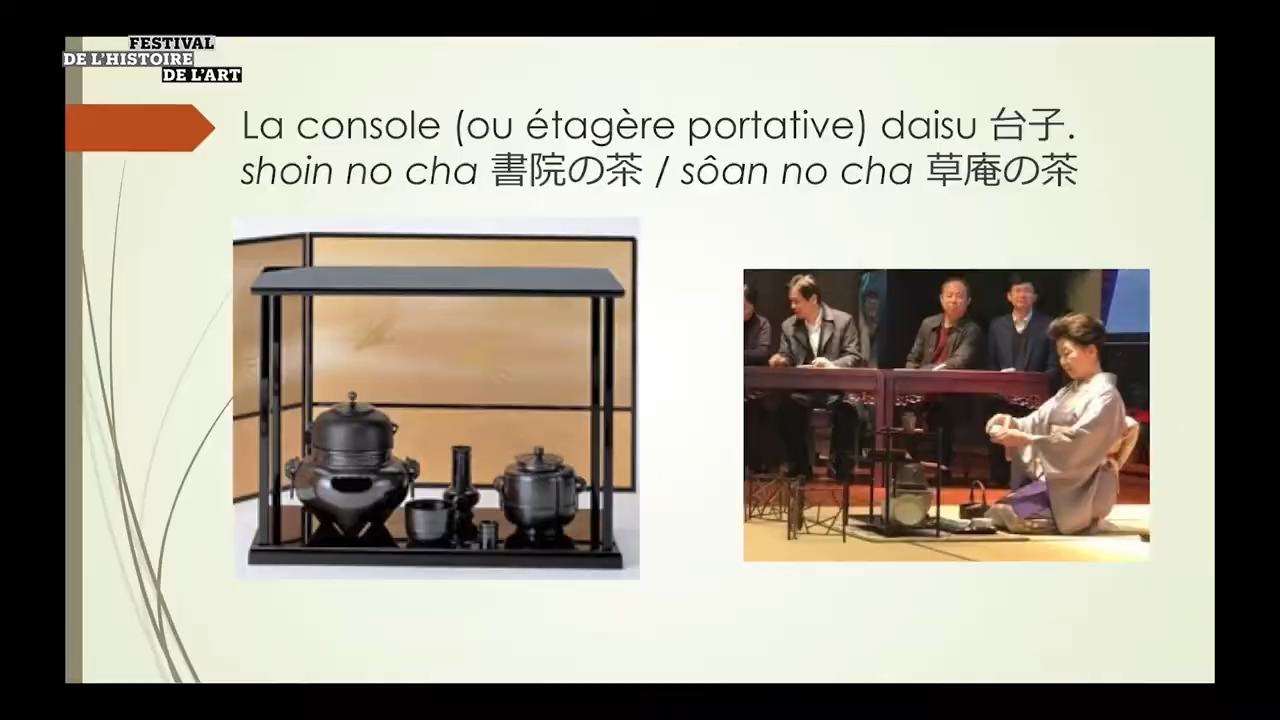 FESTIVAL
DE L'HISTOIRE
DE L'ART
La console (ou étagère portative) daisu 台子.
shoin no cha 書院の茶 / sôan no cha 草庵の茶